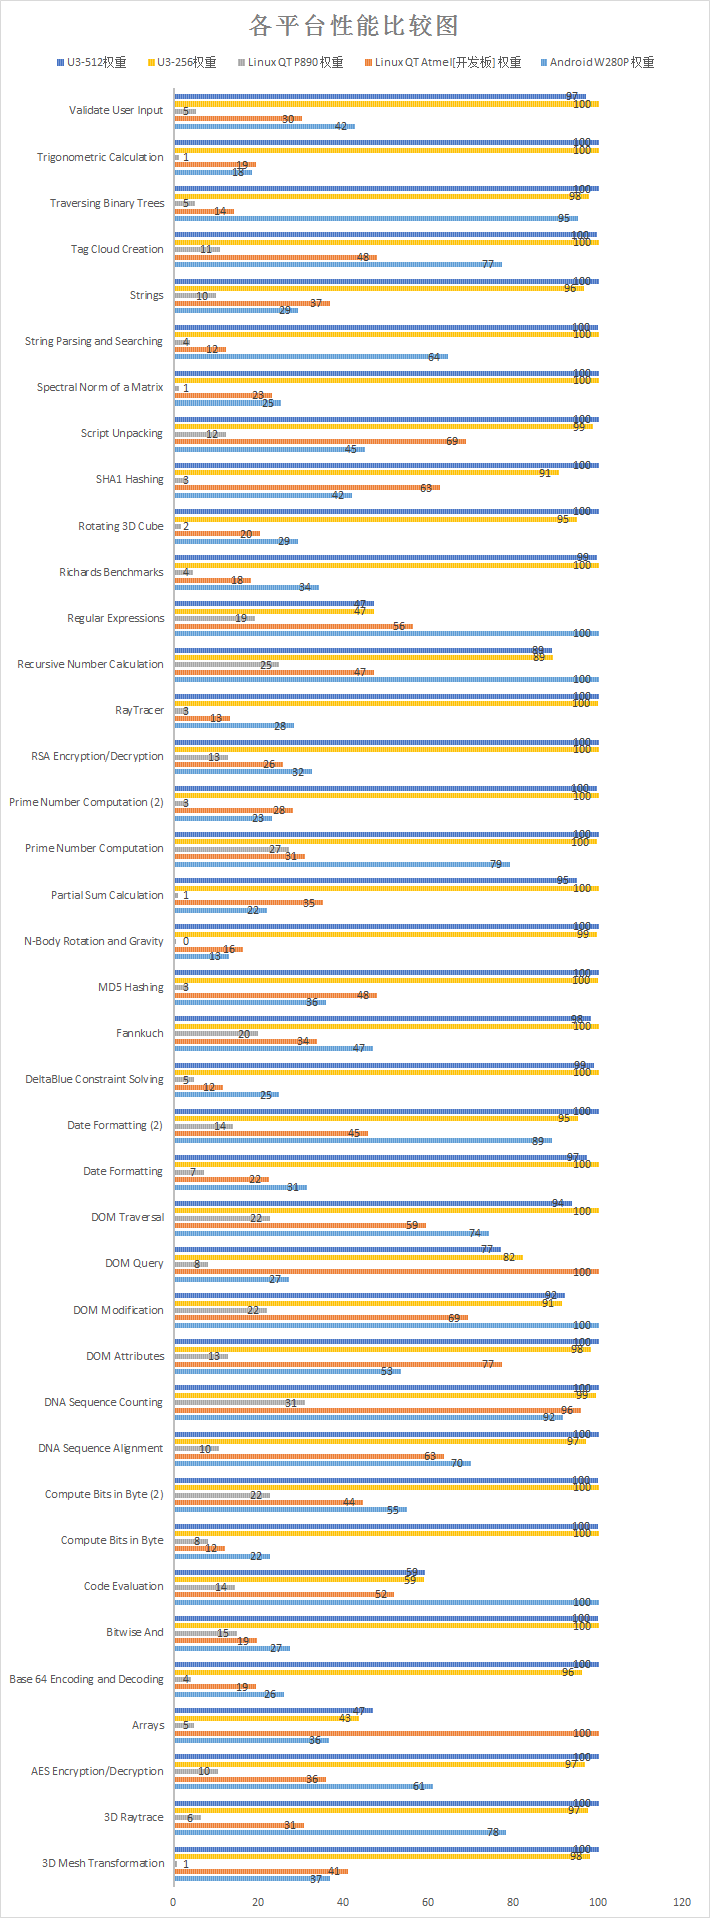 各平台性能比较图
U3-512权重 U3-256权重 Linux QT P890 权重 Linux QT Atmel[开发板] 权重 Android W280P 权重
Validate User Input 97 100 5 30 42
Trigonometric Calculation 100 100 1 19 18
Traversing Binary Trees 100 98 5 14 95
Tag Cloud Creation 100 100 11 48 77
Strings 100 96 10 37 29
String Parsing and Searching 100 100 4 12 64
Spectral Norm of a Matrix 100 100 1 23 25
Script Unpacking 100 99 12 69 45
SHA1 Hashing 100 91 3 63 42
Rotating 3D Cube 100 95 2 20 29
Richards Benchmarks 99 100 4 18 34
Regular Expressions 47 47 19 56 100
Recursive Number Calculation 89 89 25 47 100
RayTracer 100 100 3 13 28
RSA Encryption/Decryption 100 100 13 26 32
Prime Number Computation (2) 100 100 3 28 23
Prime Number Computation 100 100 27 31 79
Partial Sum Calculation 95 100 1 35 22
N-Body Rotation and Gravity 100 99 0 16 13
MD5 Hashing 100 100 3 48 36
Fannkuch 98 100 20 34 47
DeltaBlue Constraint Solving 99 100 5 12 25
Date Formatting (2) 100 95 14 45 89
Date Formatting 97 100 7 22 31
DOM Traversal 94 100 22 59 74
DOM Query 77 82 8 100 27
DOM Modification 92 91 22 69 100
DOM Attributes 100 98 13 77 53
DNA Sequence Counting 100 99 31 96 92
DNA Sequence Alignment 100 97 10 63 70
Compute Bits in Byte (2) 100 100 22 44 55
Compute Bits in Byte 100 100 8 12 22
Code Evaluation 59 59 14 52 100
Bitwise And 100 100 15 19 27
Base 64 Encoding and Decoding 100 96 4 19 26
Arrays 47 43 5 100 36
AES Encryption/Decryption 100 97 10 36 61
3D Raytrace 100 97 6 31 78
3D Mesh Transformation 100 98 1 41 37
0 20 40 60 80 100 120